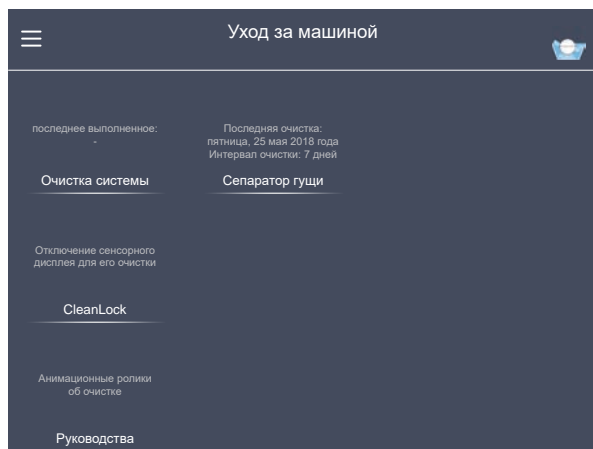 Уход за машиной
последнее выполненное:
-
Очистка системы
Последняя очистка:
пятница, 25 мая 2018 года
Интервал очистки: 7 дней
Сепаратор гущи
Отключение сенсорного
дисплея для его очистки
CleanLock
Анимационные ролики
об очистке
Руководства